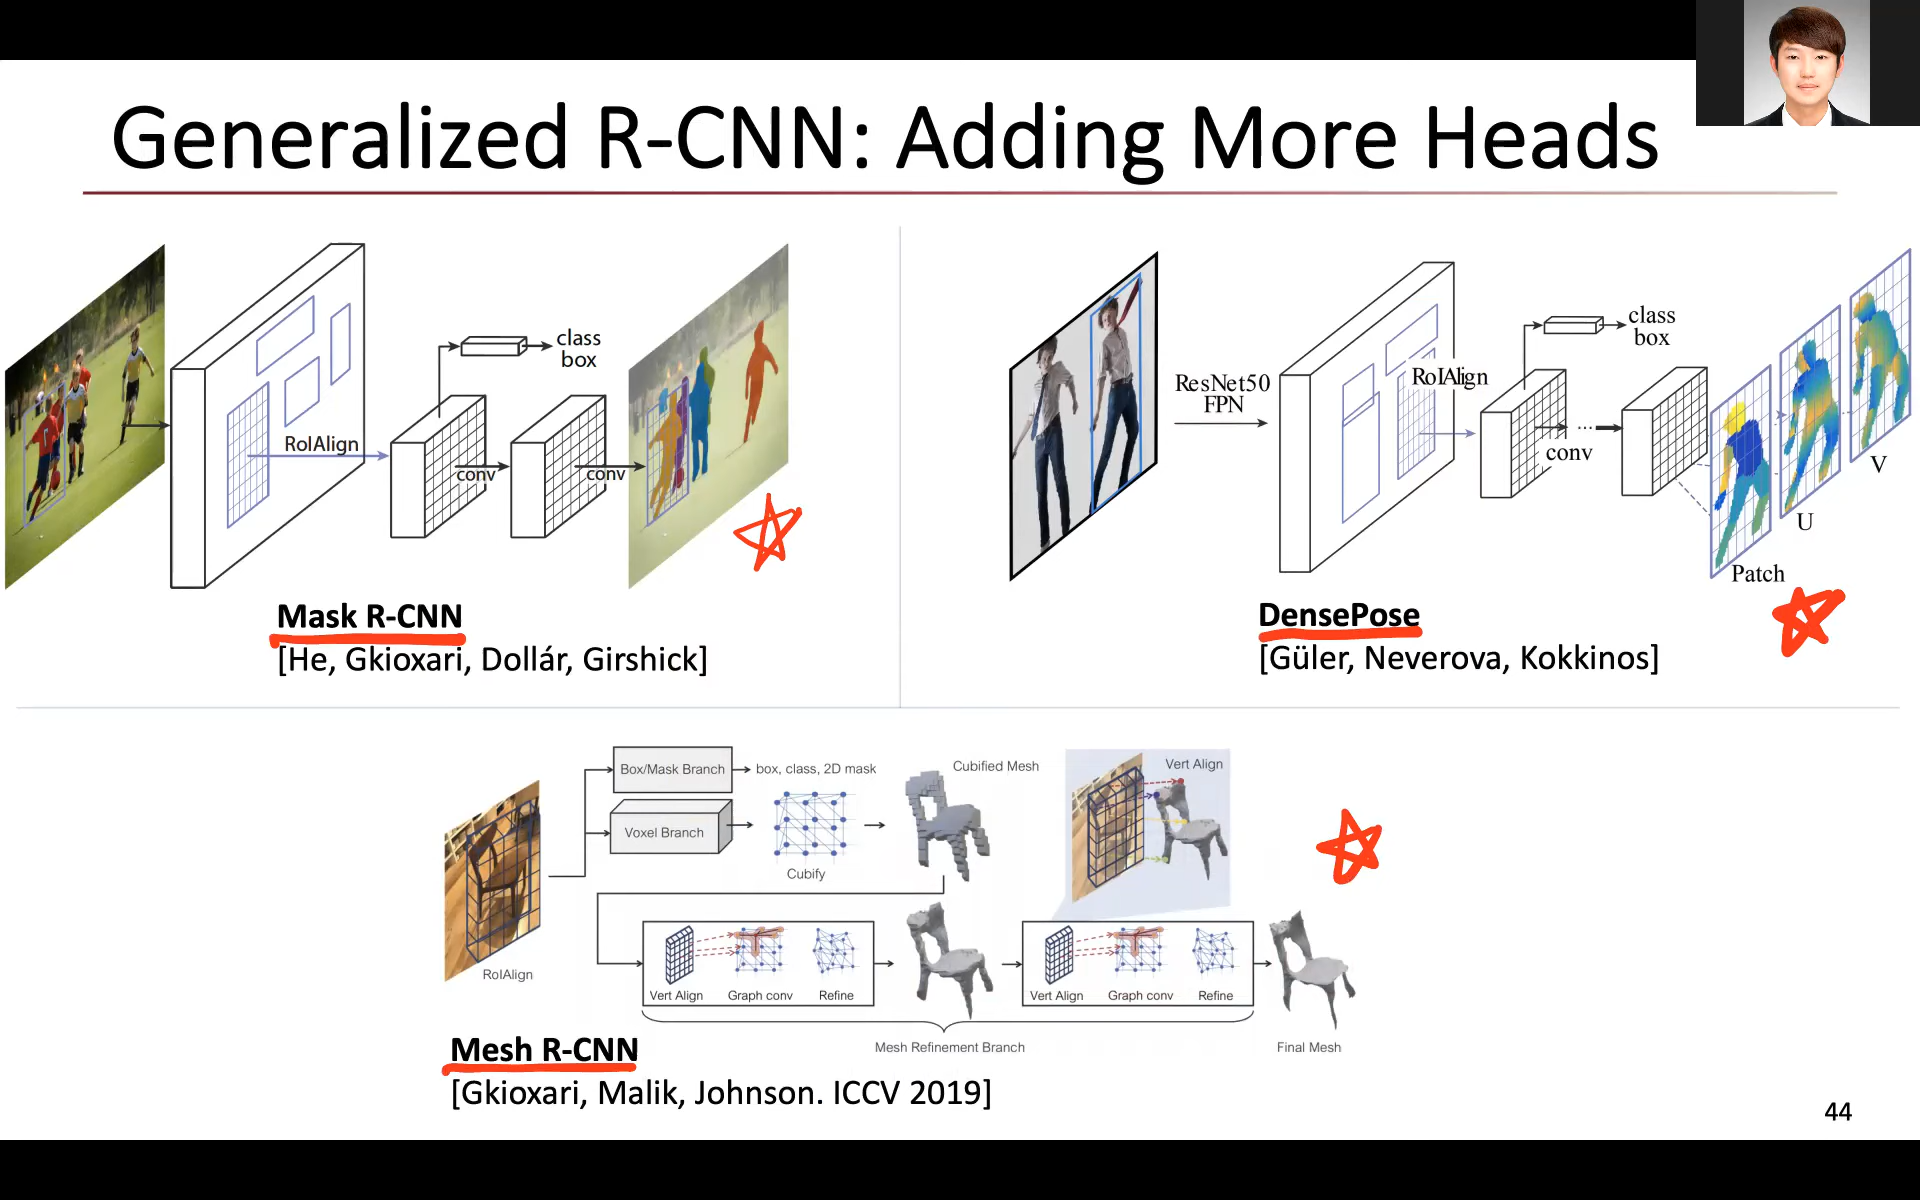 Generalized R-CNN: Adding More Heads
RoIAlign
class
box
conv
conv
Mask R-CNN
[He, Gkioxari, Dollár, Girshick]
ResNet50
FPN
RoIAlign
class
box
conv
...
Patch
U
V
DensePose
[Güler, Neverova, Kokkinos]
RoIAlign
Box/Mask Branch
box, class, 2D mask
Voxel Branch
Cubify
Cubified Mesh
Vert Align
Vert Align
Graph conv
Refine
Vert Align
Graph conv
Refine
Mesh Refinement Branch
Final Mesh
Mesh R-CNN
[Gkioxari, Malik, Johnson. ICCV 2019]
44